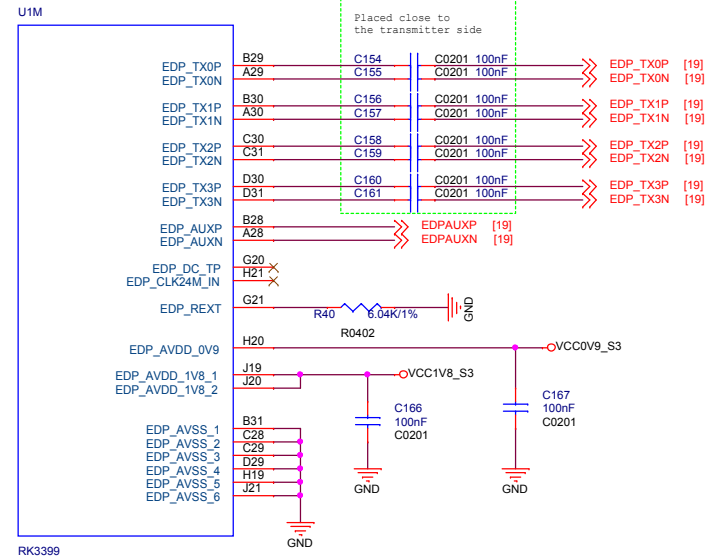 U1M
Placed close to
the transmitter side
EDP_TX0P B29 C154 C0201 100nF EDP_TX0P [19]
EDP_TX0N A29 C155 C0201 100nF EDP_TX0N [19]
EDP_TX1P B30 C156 C0201 100nF EDP_TX1P [19]
EDP_TX1N A30 C157 C0201 100nF EDP_TX1N [19]
EDP_TX2P C30 C158 C0201 100nF EDP_TX2P [19]
EDP_TX2N C31 C159 C0201 100nF EDP_TX2N [19]
EDP_TX3P D30 C160 C0201 100nF EDP_TX3P [19]
EDP_TX3N D31 C161 C0201 100nF EDP_TX3N [19]
EDP_AUXP B28 EDPAUXP [19]
EDP_AUXN A28 EDPAUXN [19]
EDP_DC_TP G20
EDP_CLK24M_IN H21
EDP_REXT G21 R40 6.04K/1% GND
R0402
EDP_AVDD_0V9 H20 VCC0V9_S3
EDP_AVDD_1V8_1 J19 VCC1V8_S3
EDP_AVDD_1V8_2 J20
C166
100nF
C0201
GND
C167
100nF
C0201
GND
EDP_AVSS_1 B31
EDP_AVSS_2 C28
EDP_AVSS_3 C29
EDP_AVSS_4 D29
EDP_AVSS_5 H19
EDP_AVSS_6 J21
GND
RK3399